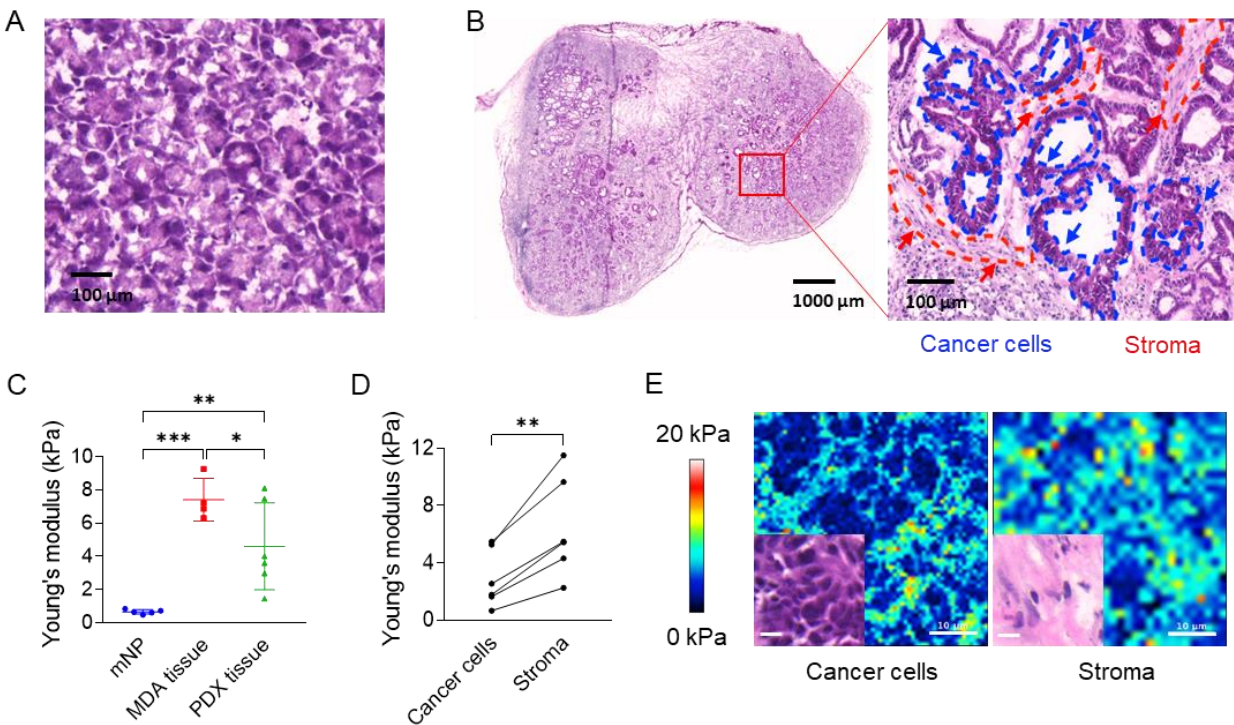 A
100 µm
B
1000 µm
100 µm
Cancer cells
Stroma
C
Young's modulus (kPa)
10
8
6
4
2
0
**
***
*
mNP
MDA tissue
PDX tissue
D
Young's modulus (kPa)
12
8
4
0
**
Cancer cells
Stroma
E
20 kPa
0 kPa
10 µm
Cancer cells
10 µm
Stroma